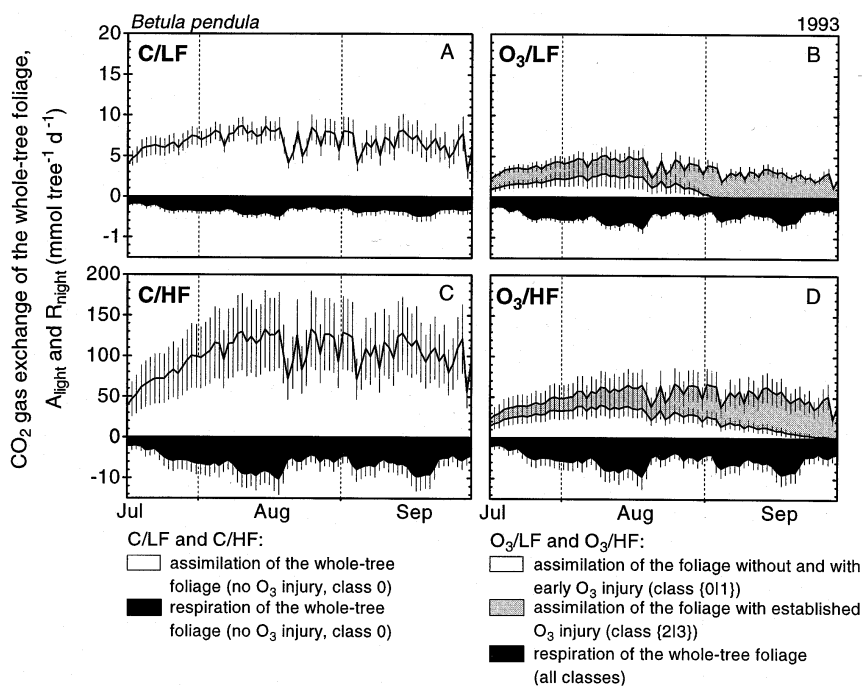 Betula pendula
1993
CO2 gas exchange of the whole-tree foliage,
Alight and Rnight (mmol tree-1 d-1)
20
15
10
5
0
-1
C/LF
A
O3/LF
B
200
150
100
50
0
-10
C/HF
C
O3/HF
D
Jul
Aug
Sep
Jul
Aug
Sep
C/LF and C/HF:
assimilation of the whole-tree
foliage (no O3 injury, class 0)
respiration of the whole-tree
foliage (no O3 injury, class 0)
O3/LF and O3/HF:
assimilation of the foliage without and with
early O3 injury (class {0|1})
assimilation of the foliage with established
O3 injury (class {2|3})
respiration of the whole-tree foliage
(all classes)